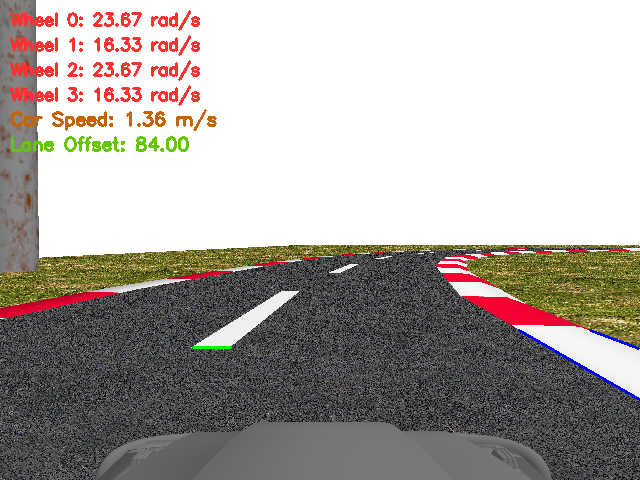 Wheel 0: 23.67 rad/s
Wheel 1: 16.33 rad/s
Wheel 2: 23.67 rad/s
Wheel 3: 16.33 rad/s
Car Speed: 1.36 m/s
Lane Offset: 84.00